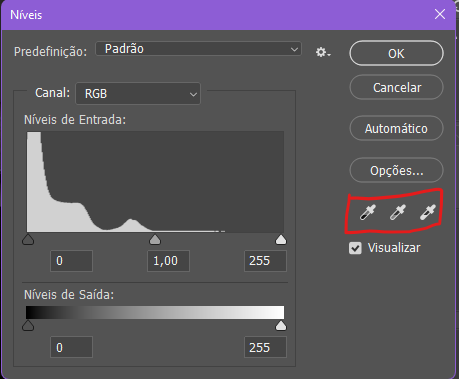 Níveis
Predefinição: Padrão
OK
Cancelar
Canal: RGB
Automático
Níveis de Entrada:
Opções...
Visualizar
0 1,00 255
Níveis de Saída:
0 255